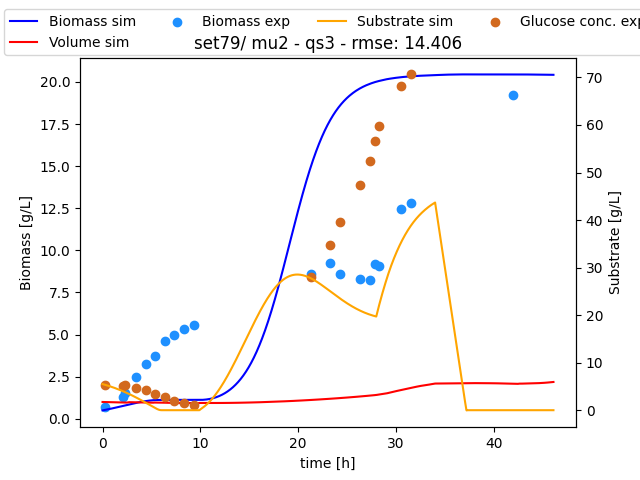 Biomass sim Biomass exp Substrate sim Glucose conc. exp
Volume sim
set79/ mu2 - qs3 - rmse: 14.406
Biomass [g/L]
20.0
17.5
15.0
12.5
10.0
7.5
5.0
2.5
0.0
70
60
50
40
30
20
10
0
Substrate [g/L]
0 10 20 30 40
time [h]